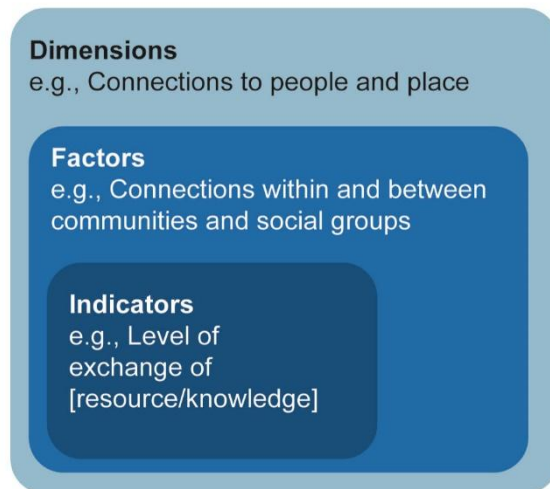 Dimensions
e.g., Connections to people and place
Factors
e.g., Connections within and between
communities and social groups
Indicators
e.g., Level of
exchange of
[resource/knowledge]